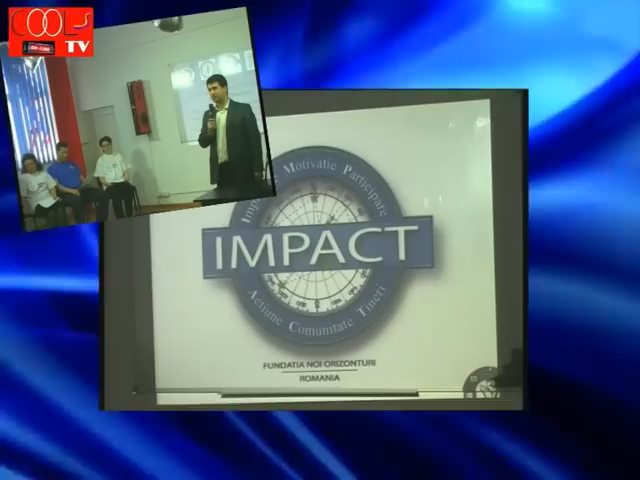 COOL
TV
Motivatie Participare
IMPACT
Actiune Comunitate Tineri
FUNDATIA NOI ORIZONTURI
ROMANIA